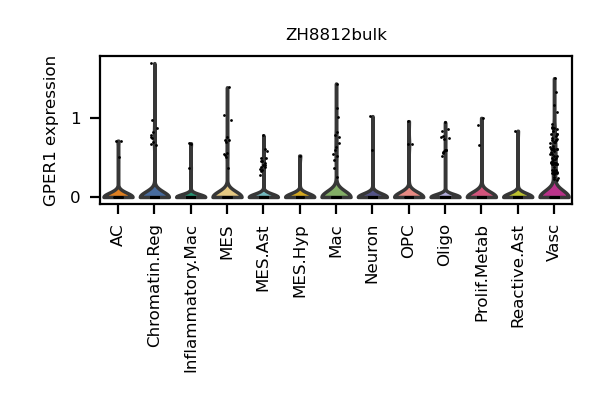 ZH8812bulk
GPER1 expression
1
0
AC
Chromatin.Reg
Inflammatory.Mac
MES
MES.Ast
MES.Hyp
Mac
Neuron
OPC
Oligo
Prolif.Metab
Reactive.Ast
Vasc